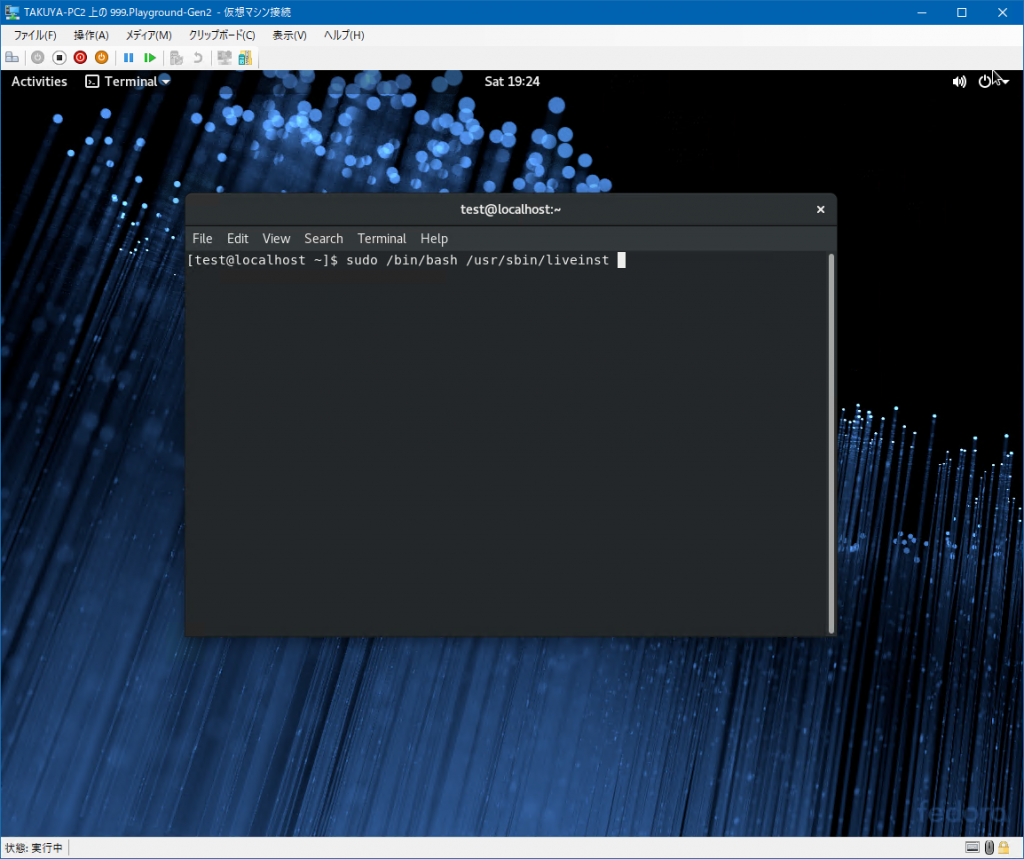 TAKUYA-PC2 上の 999.Playground-Gen2 - 仮想マシン接続
ファイル(F) 操作(A) メディア(M) クリップボード(C) 表示(V) ヘルプ(H)
Activities Terminal Sat 19:24
test@localhost:~
File Edit View Search Terminal Help
[test@localhost ~]$ sudo /bin/bash /usr/sbin/liveinst
fedora
状態: 実行中